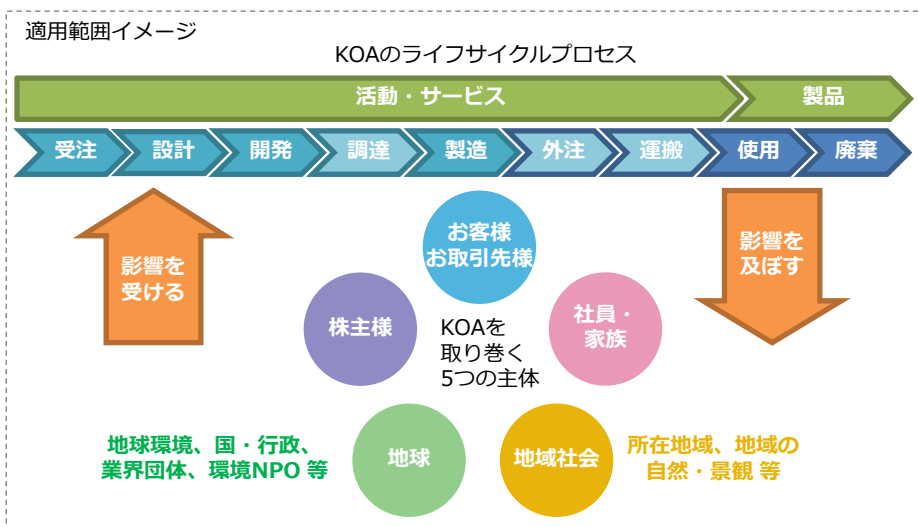 適用範囲イメージ
KOAのライフサイクルプロセス
活動・サービス
製品
受注
設計
開発
調達
製造
外注
運搬
使用
廃棄
影響を
受ける
お客様
お取引先様
影響を
及ぼす
株主様
KOAを
取り巻く
5つの主体
社員・
家族
地球環境、国・行政、
業界団体、環境NPO 等
地球
地域社会
所在地域、地域の
自然・景観 等